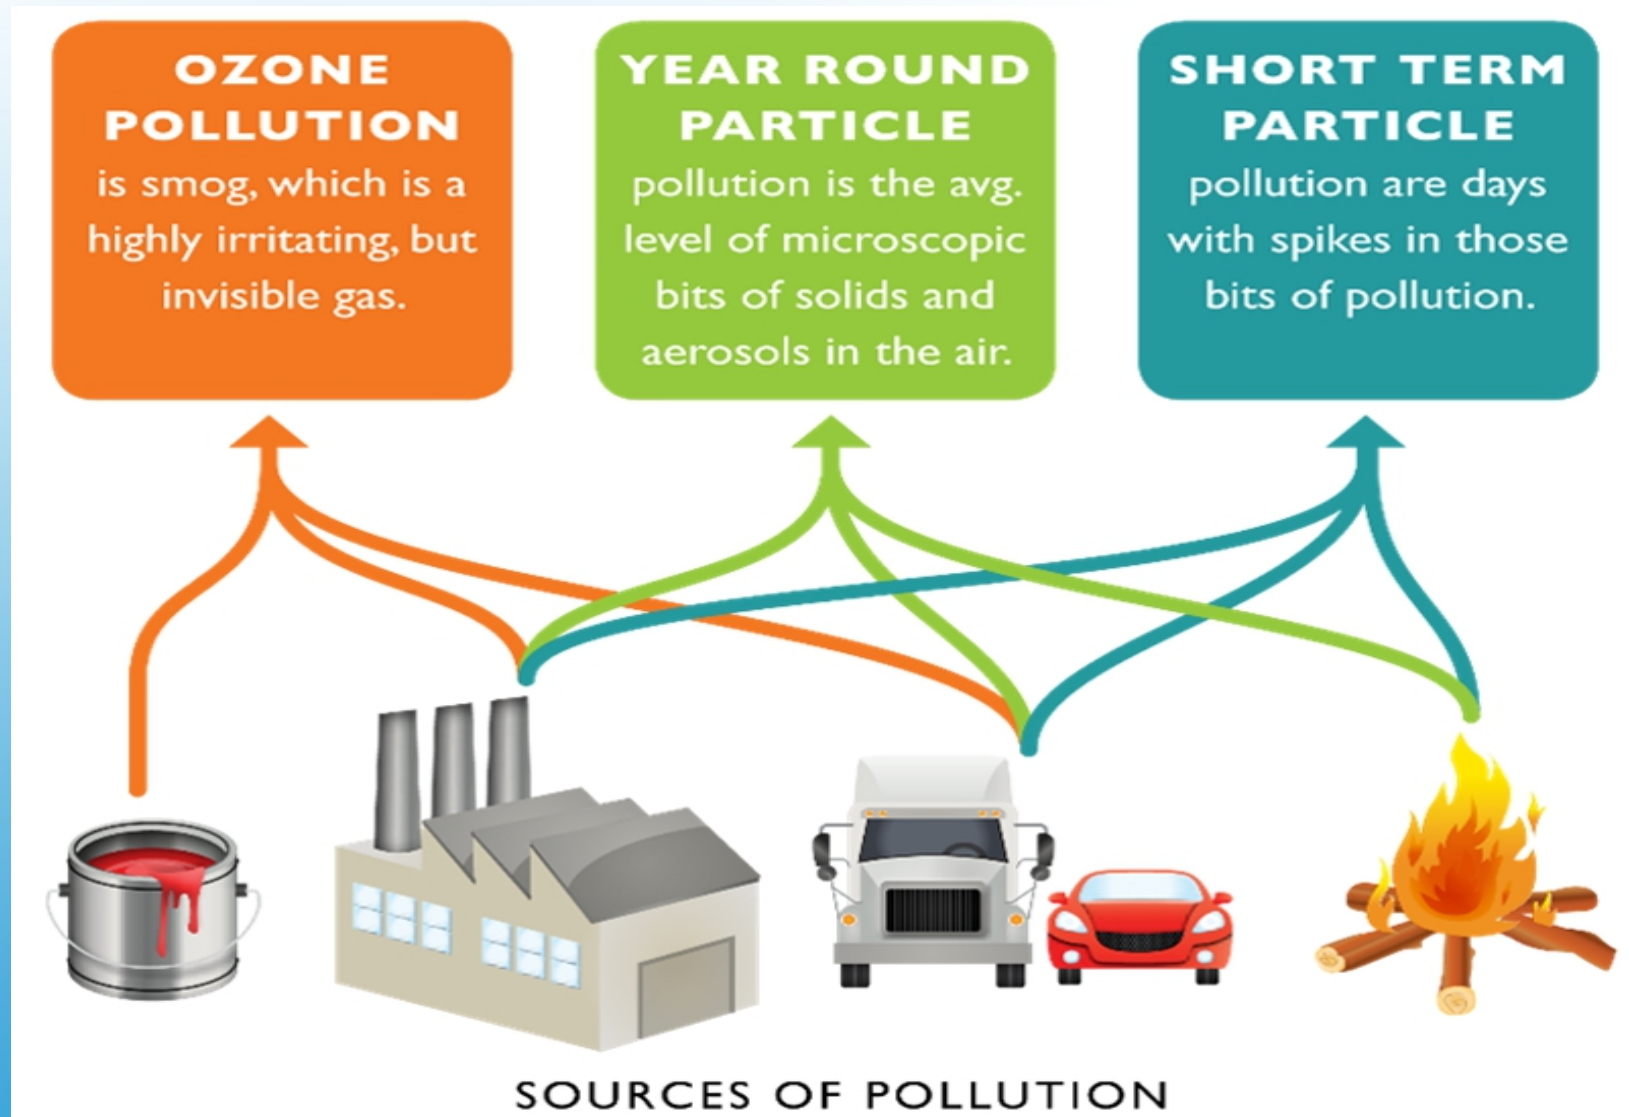 OZONE
POLLUTION
is smog, which is a
highly irritating, but
invisible gas.
YEAR ROUND
PARTICLE
pollution is the avg.
level of microscopic
bits of solids and
aerosols in the air.
SHORT TERM
PARTICLE
pollution are days
with spikes in those
bits of pollution.
SOURCES OF POLLUTION